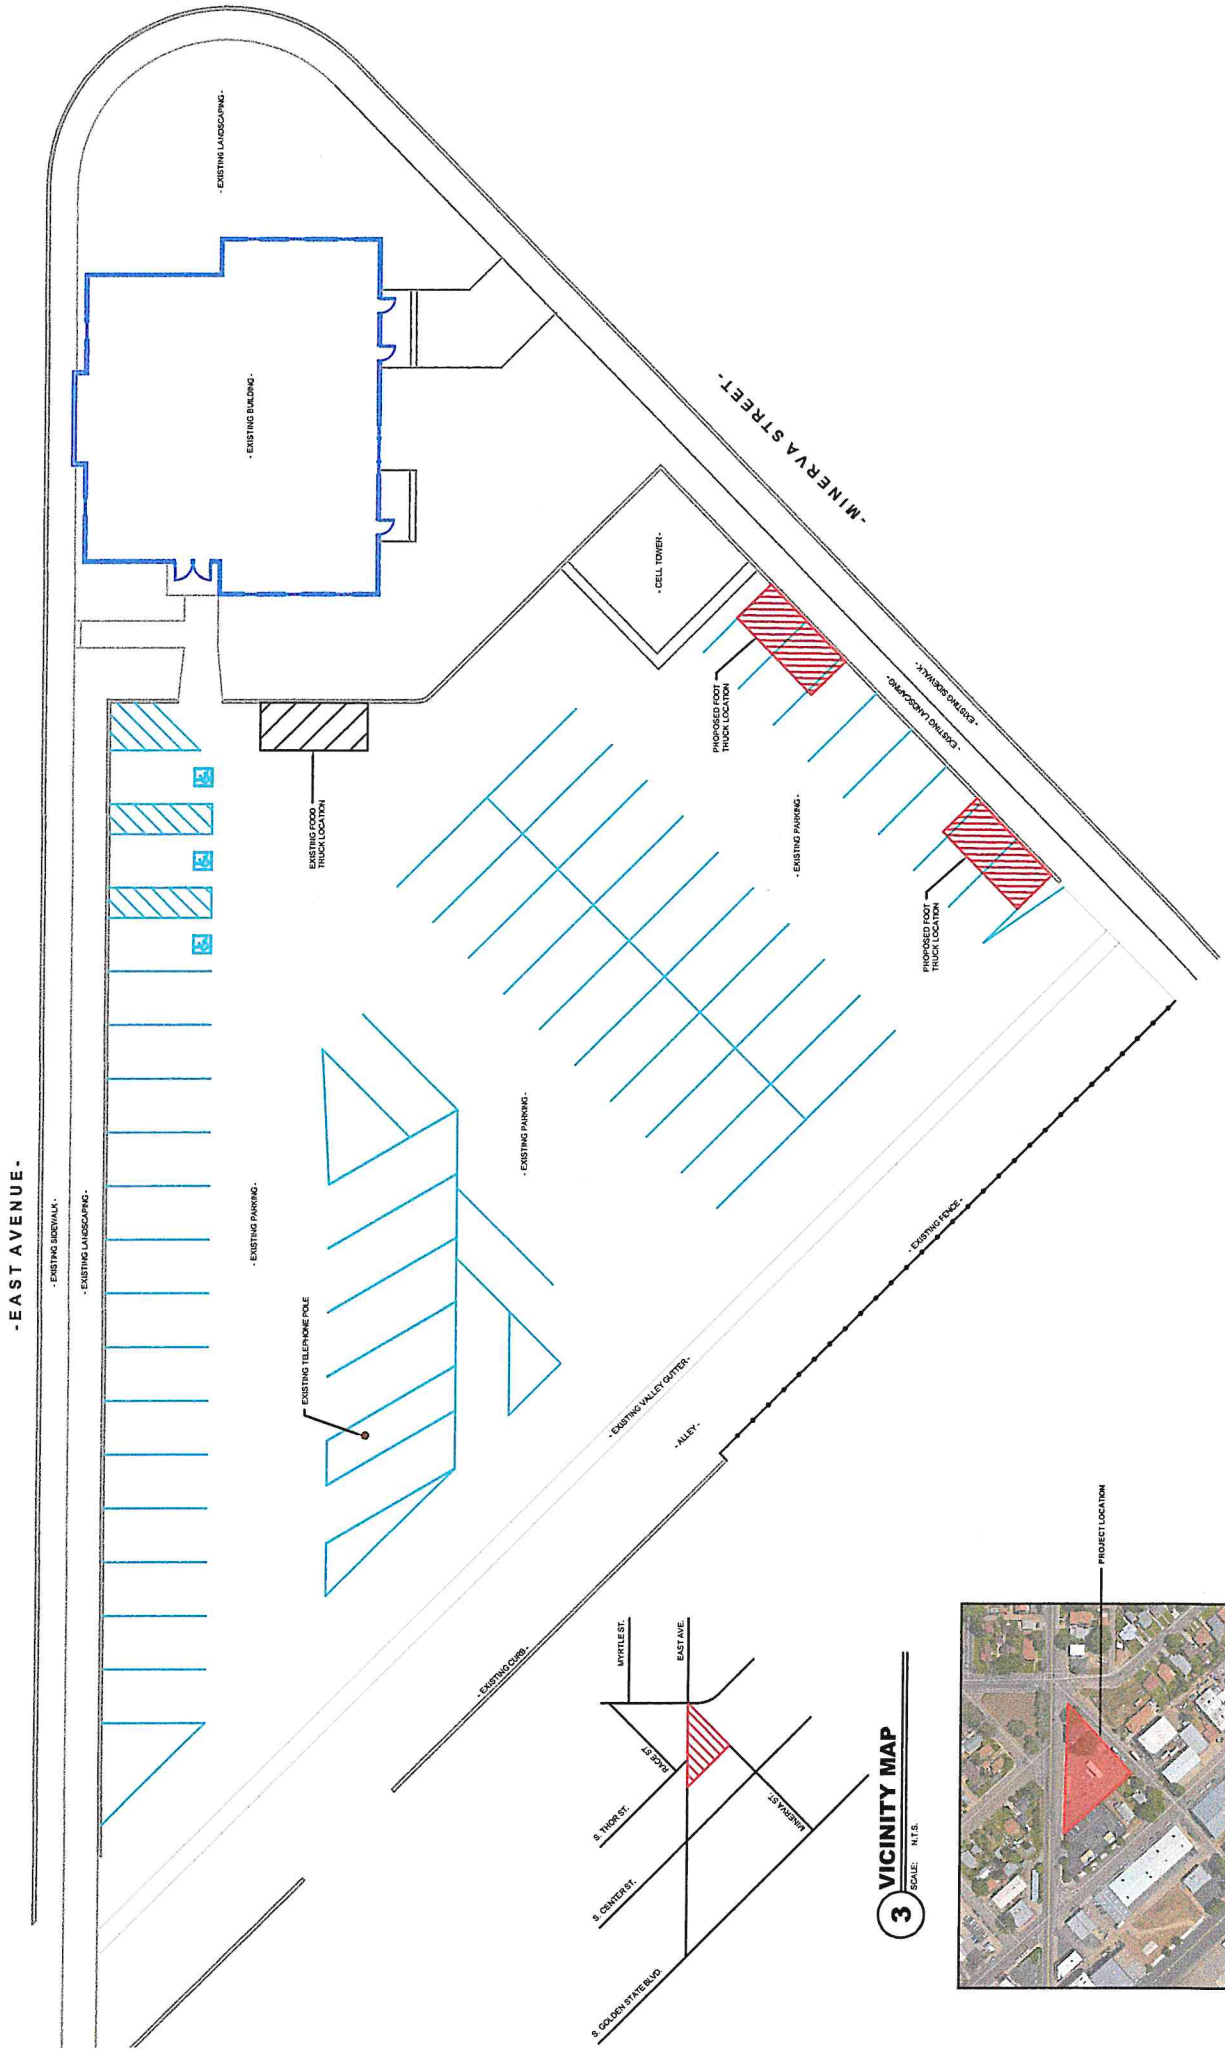 -EAST AVENUE-
- EXISTING SIDEWALK -
- EXISTING LANDSCAPING -
- EXISTING LANDSCAPING -
- EXISTING BUILDING -
EXISTING FOOD
TRUCK LOCATION
- EXISTING PARKING -
EXISTING TELEPHONE POLE
- EXISTING PARKING -
- CELL TOWER -
PROPOSED FOOT
TRUCK LOCATION
- EXISTING PARKING -
PROPOSED FOOT
TRUCK LOCATION
-MINERVA STREET-
- EXISTING SIDEWALK -
- EXISTING LANDSCAPING -
- EXISTING FENCE -
- EXISTING VALLEY GUTTER -
- ALLEY -
- EXISTING CURB -
MYRTLE ST.
EAST AVE.
RACE ST
S. THOR ST.
S. CENTER ST.
MINERVA ST.
S. GOLDEN STATE BLVD.
3
VICINITY MAP
SCALE: N.T.S.
PROJECT LOCATION